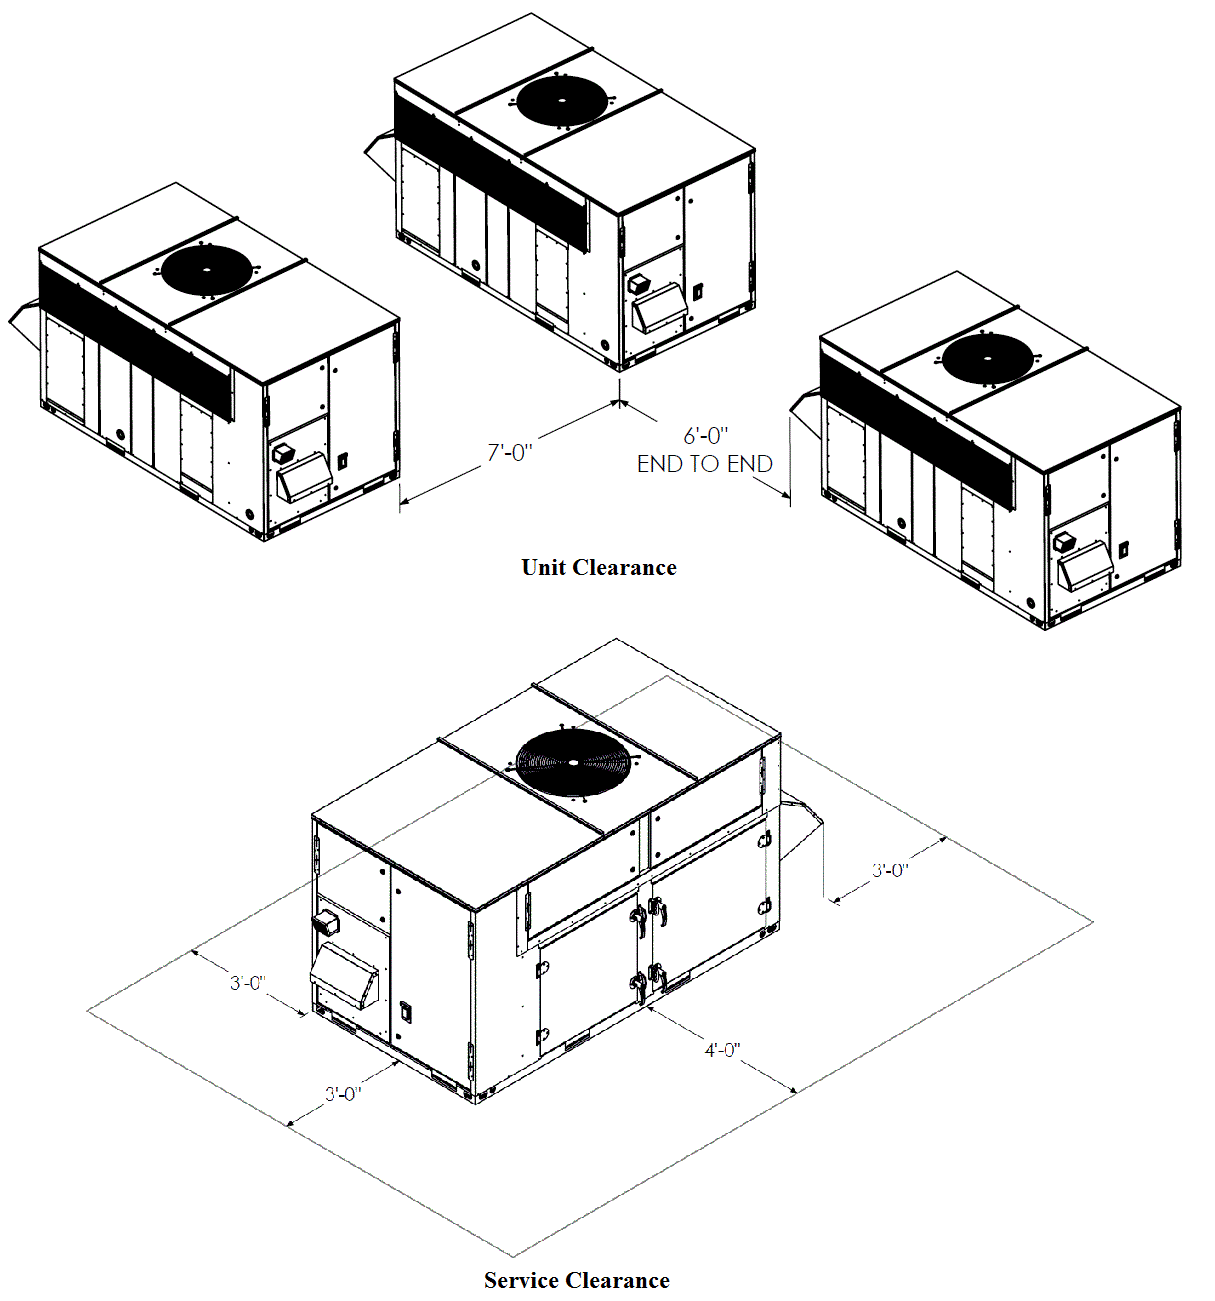 7'-0"
6'-0"
END TO END
Unit Clearance
3'-0"
3'-0"
4'-0"
3'-0"
Service Clearance